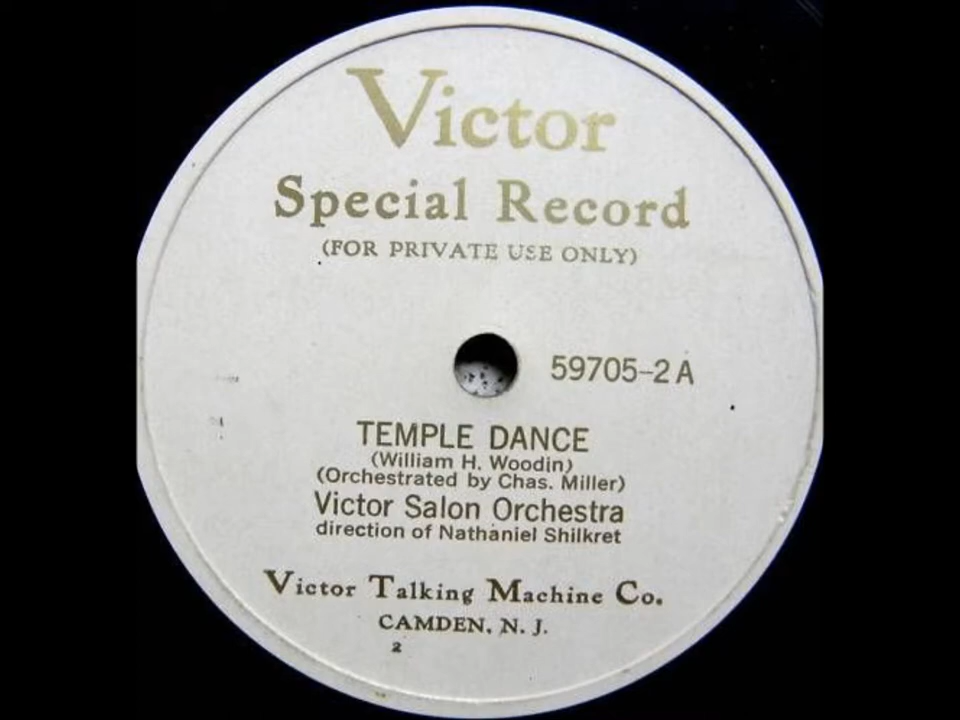 Victor
Special Record
(FOR PRIVATE USE ONLY)
59705-2 A
TEMPLE DANCE
(William H. Woodin)
(Orchestrated by Chas. Miller)
Victor Salon Orchestra
direction of Nathaniel Shilkret
Victor Talking Machine Co.
CAMDEN, N. J.
2